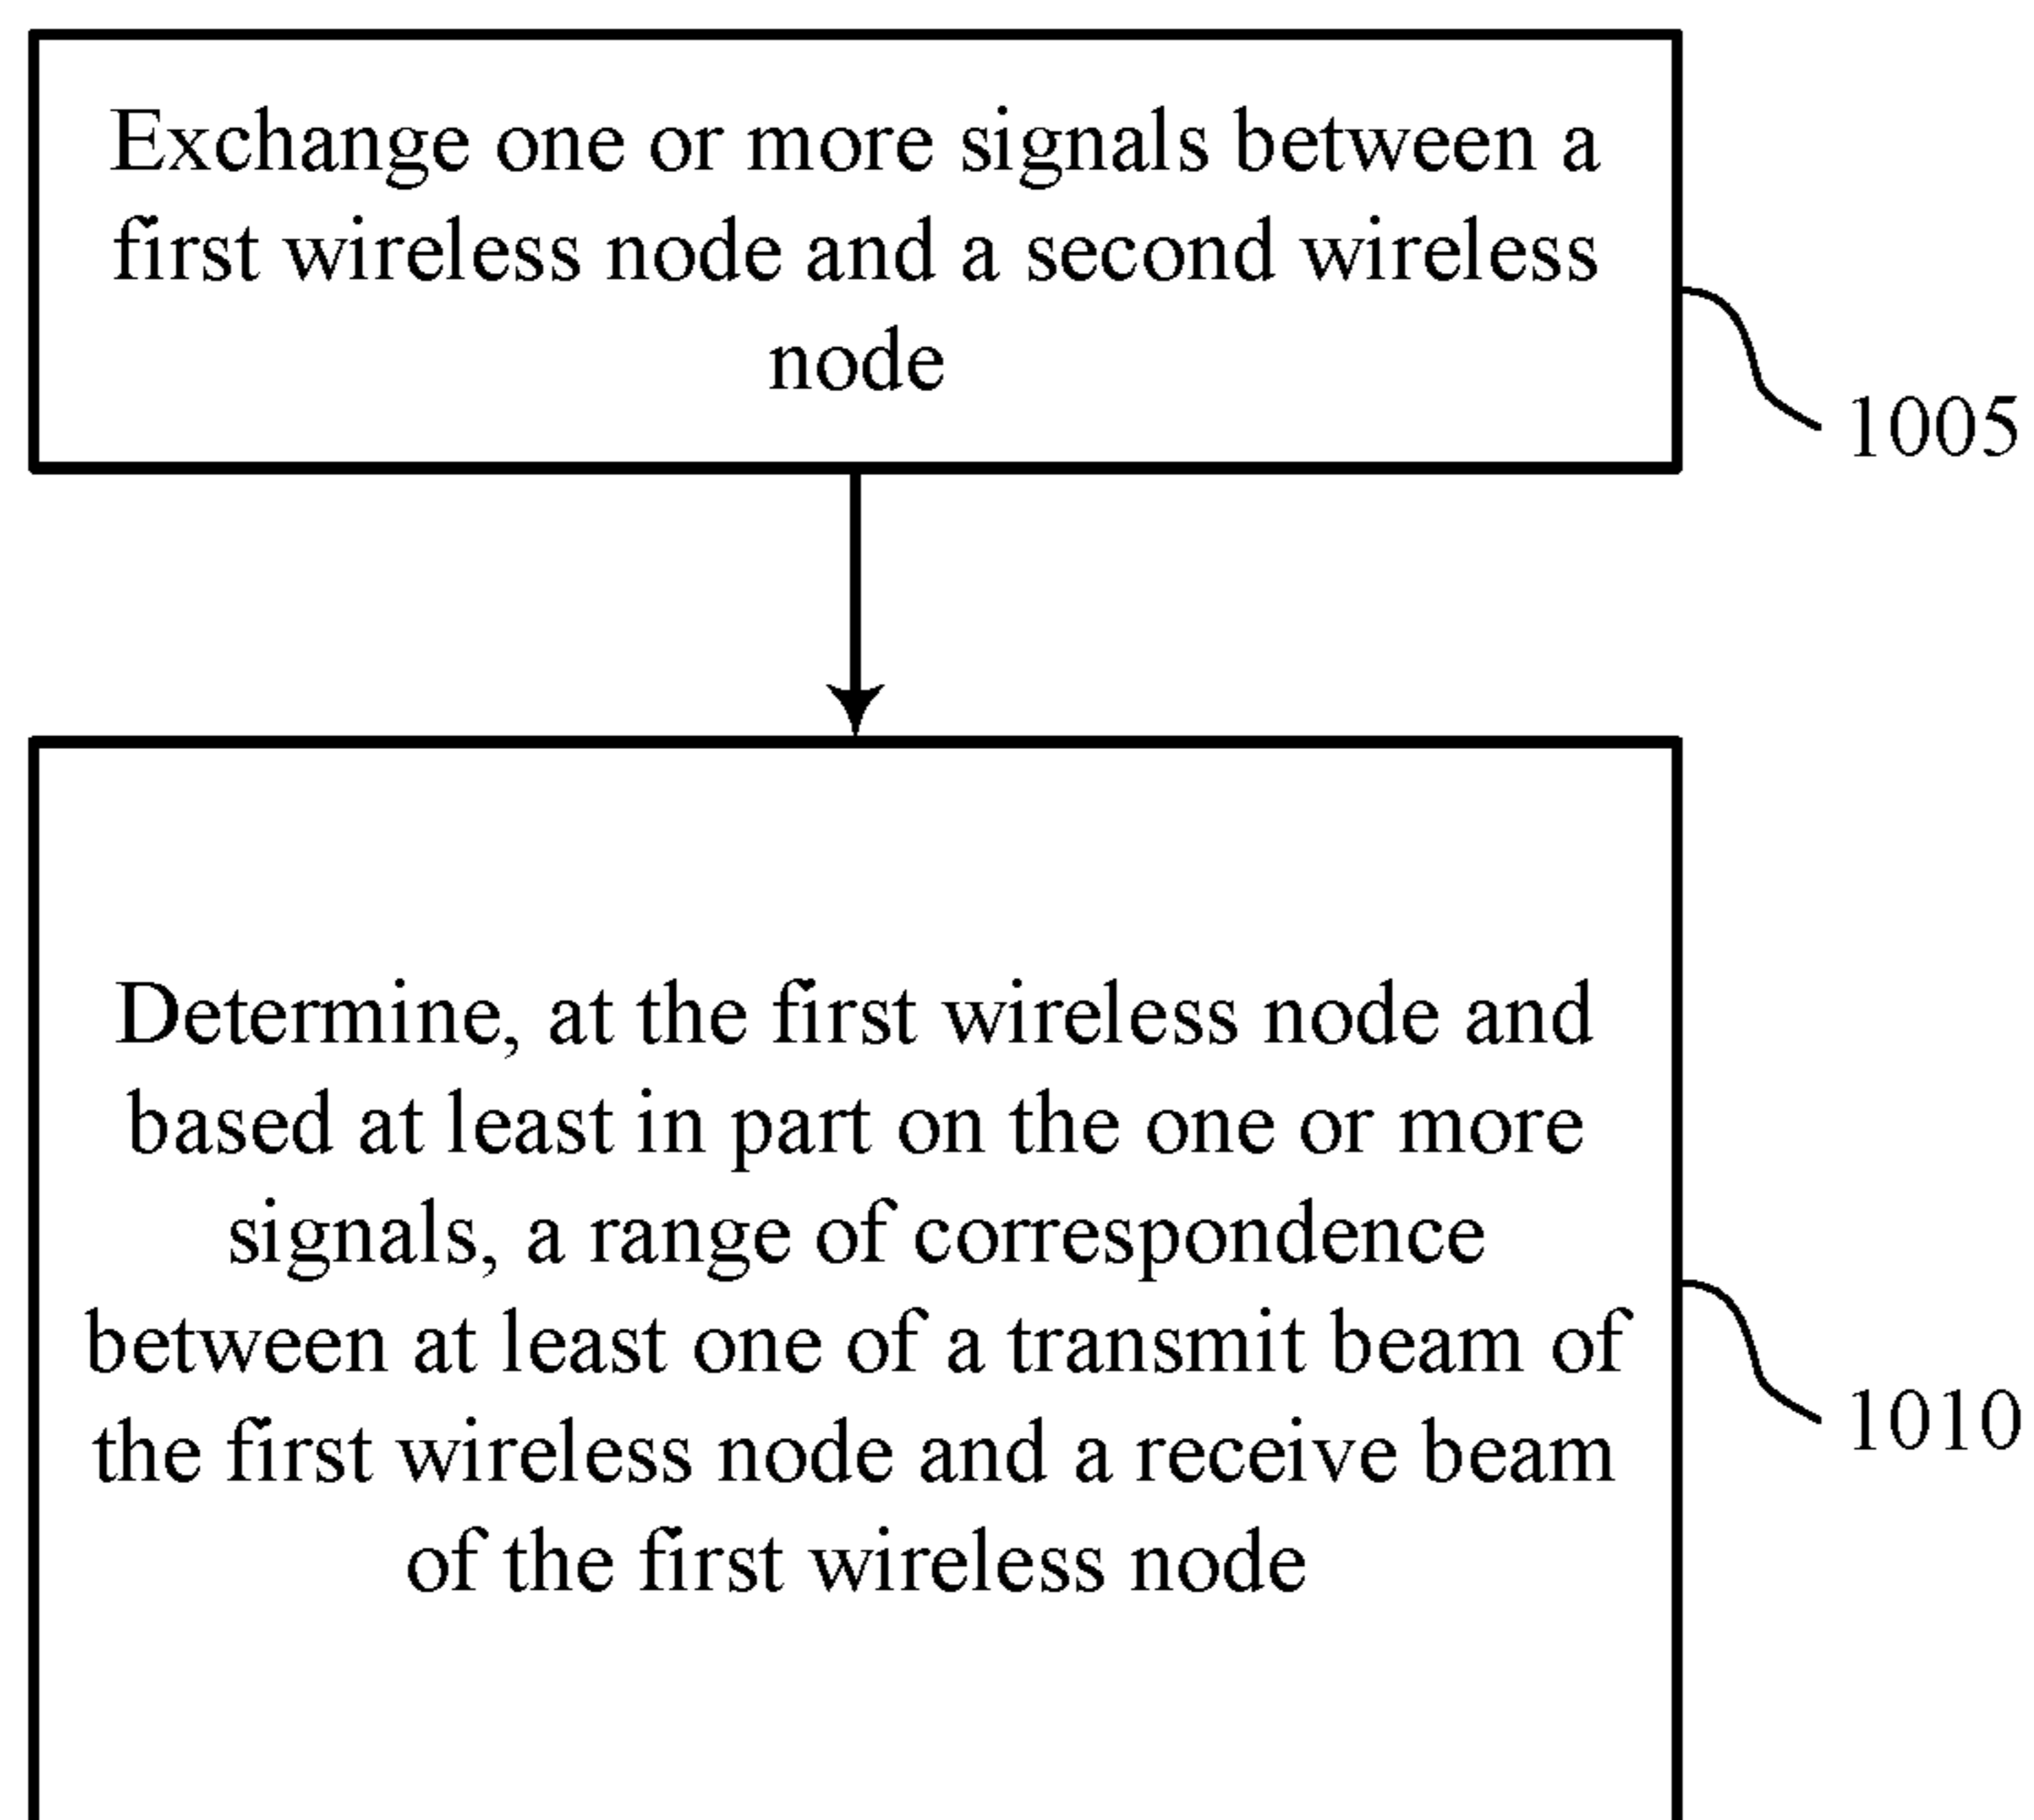 Exchange one or more signals between a
first wireless node and a second wireless
node
1005
Determine, at the first wireless node and
based at least in part on the one or more
signals, a range of correspondence
between at least one of a transmit beam of
the first wireless node and a receive beam
of the first wireless node
1010